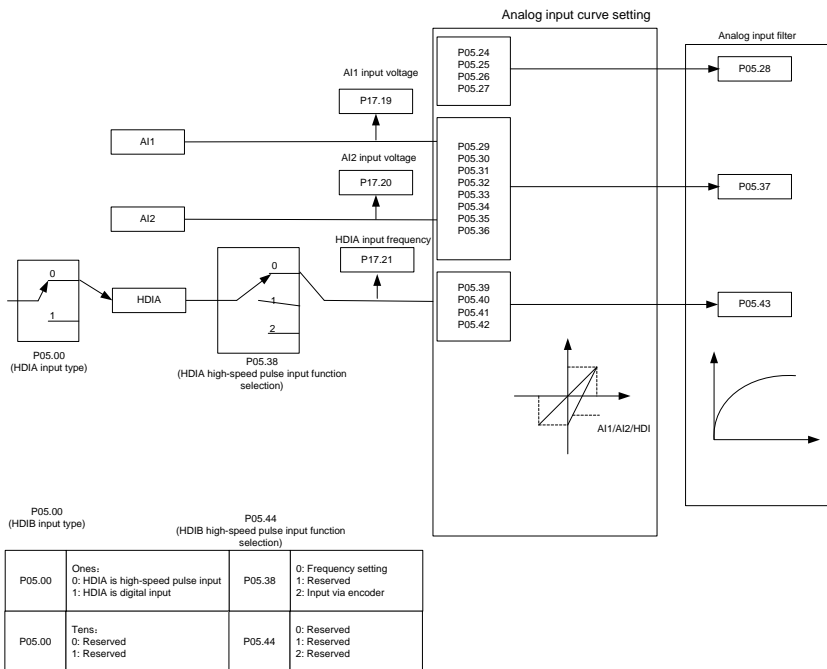 Analog input curve setting
Analog input filter
P05.24
P05.25
P05.26
P05.27
P05.28
AI1 input voltage
P17.19
AI1
P05.29
P05.30
P05.31
P05.32
P05.33
P05.34
P05.35
P05.36
P05.37
AI2 input voltage
P17.20
AI2
HDIA input frequency
P17.21
0
1
HDIA
0
1
2
P05.39
P05.40
P05.41
P05.42
P05.43
P05.00
(HDIA input type)
P05.38
(HDIA high-speed pulse input function
selection)
AI1/AI2/HDI
P05.00
(HDIB input type)
P05.44
(HDIB high-speed pulse input function
selection)
P05.00
Ones:
0: HDIA is high-speed pulse input
1: HDIA is digital input
P05.38
0: Frequency setting
1: Reserved
2: Input via encoder
P05.00
Tens:
0: Reserved
1: Reserved
P05.44
0: Reserved
1: Reserved
2: Reserved